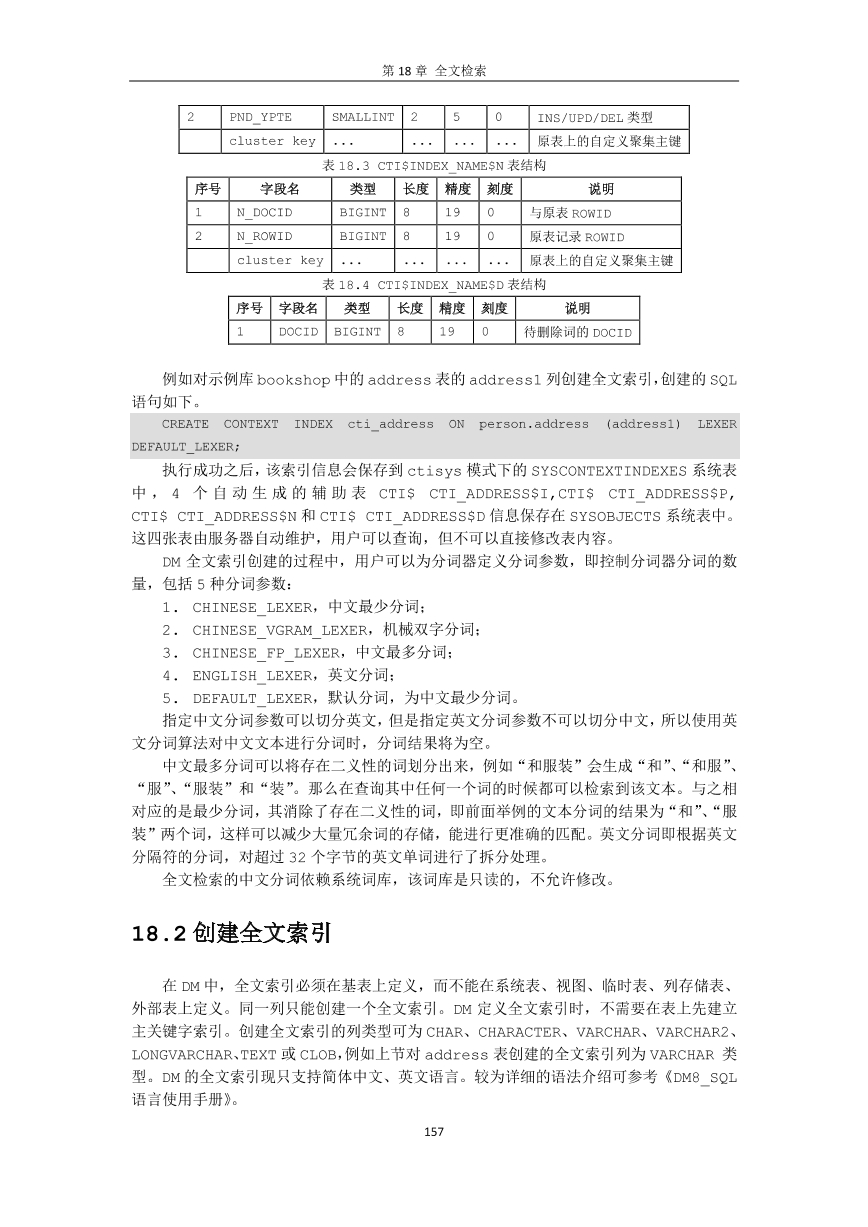 第 18 章 全文检索
2 PND_YPTE SMALLINT 2 5 0 INS/UPD/DEL 类型
cluster key ... ... ... ... 原表上的自定义聚集主键
表 18.3 CTI$INDEX_NAME$N 表结构
序号 字段名 类型 长度 精度 刻度 说明
1 N_DOCID BIGINT 8 19 0 与原表 ROWID
2 N_ROWID BIGINT 8 19 0 原表记录 ROWID
cluster key ... ... ... ... 原表上的自定义聚集主键
表 18.4 CTI$INDEX_NAME$D 表结构
序号 字段名 类型 长度 精度 刻度 说明
1 DOCID BIGINT 8 19 0 待删除词的 DOCID
例如对示例库 bookshop 中的 address 表的 address1 列创建全文索引，创建的 SQL
语句如下。
CREATE CONTEXT INDEX cti_address ON person.address (address1) LEXER
DEFAULT_LEXER;
执行成功之后，该索引信息会保存到 ctisys 模式下的 SYSCONTEXTINDEXES 系统表
中， 4 个自动生成的辅助表 CTI$ CTI_ADDRESS$I,CTI$ CTI_ADDRESS$P,
CTI$ CTI_ADDRESS$N 和 CTI$ CTI_ADDRESS$D 信息保存在 SYSOBJECTS 系统表中。
这四张表由服务器自动维护，用户可以查询，但不可以直接修改表内容。
DM 全文索引创建的过程中，用户可以为分词器定义分词参数，即控制分词器分词的数
量，包括 5 种分词参数：
1. CHINESE_LEXER，中文最少分词；
2. CHINESE_VGRAM_LEXER，机械双字分词；
3. CHINESE_FP_LEXER，中文最多分词；
4. ENGLISH_LEXER，英文分词；
5. DEFAULT_LEXER，默认分词，为中文最少分词。
指定中文分词参数可以切分英文，但是指定英文分词参数不可以切分中文，所以使用英
文分词算法对中文文本进行分词时，分词结果将为空。
中文最多分词可以将存在二义性的词划分出来，例如“和服装”会生成“和”、“和服”、
“服”、“服装”和“装”。那么在查询其中任何一个词的时候都可以检索到该文本。与之相
对应的是最少分词，其消除了存在二义性的词，即前面举例的文本分词的结果为“和”、“服
装”两个词，这样可以减少大量冗余词的存储，能进行更准确的匹配。英文分词即根据英文
分隔符的分词，对超过 32 个字节的英文单词进行了拆分处理。
全文检索的中文分词依赖系统词库，该词库是只读的，不允许修改。
18.2 创建全文索引
在 DM 中，全文索引必须在基表上定义，而不能在系统表、视图、临时表、列存储表、
外部表上定义。同一列只能创建一个全文索引。DM 定义全文索引时，不需要在表上先建立
主关键字索引。创建全文索引的列类型可为 CHAR、CHARACTER、VARCHAR、VARCHAR2、
LONGVARCHAR、TEXT 或 CLOB，例如上节对 address 表创建的全文索引列为 VARCHAR 类
型。DM 的全文索引现只支持简体中文、英文语言。较为详细的语法介绍可参考《DM8_SQL
语言使用手册》。
157